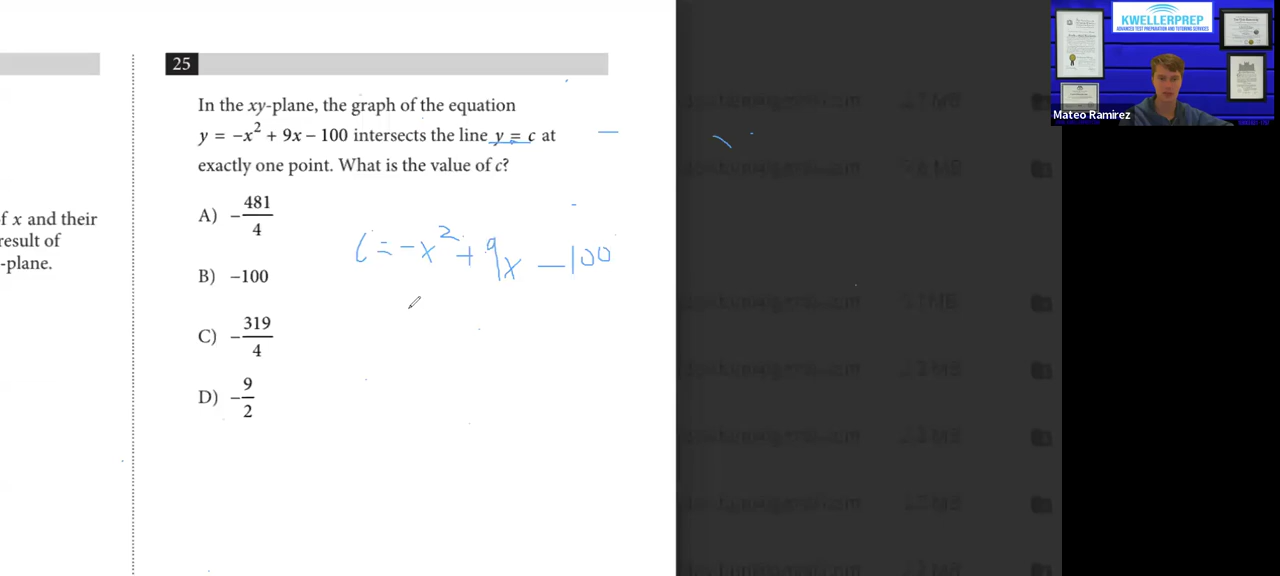 25
In the xy-plane, the graph of the equation
y = −x² + 9x − 100 intersects the line y = c at
exactly one point. What is the value of c?
A) −481/4
B) −100
C) −319/4
D) −9/2
c = −x² + 9x − 100
f x and their
result of
-plane.
KWELLERPREP
ADVANCED TEST PREPARATION AND TUTORING SERVICES
Mateo Ramirez